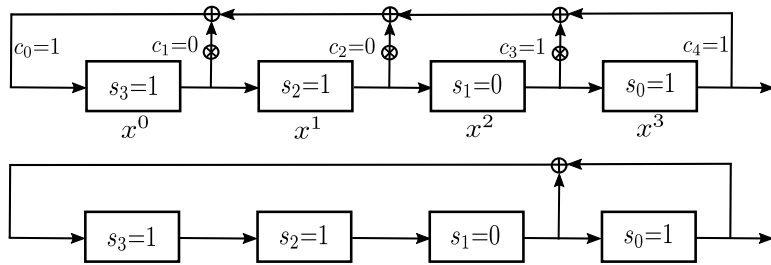 c₀=1 c₁=0 c₂=0 c₃=1 c₄=1
s₃=1 s₂=1 s₁=0 s₀=1
x⁰ x¹ x² x³
s₃=1 s₂=1 s₁=0 s₀=1